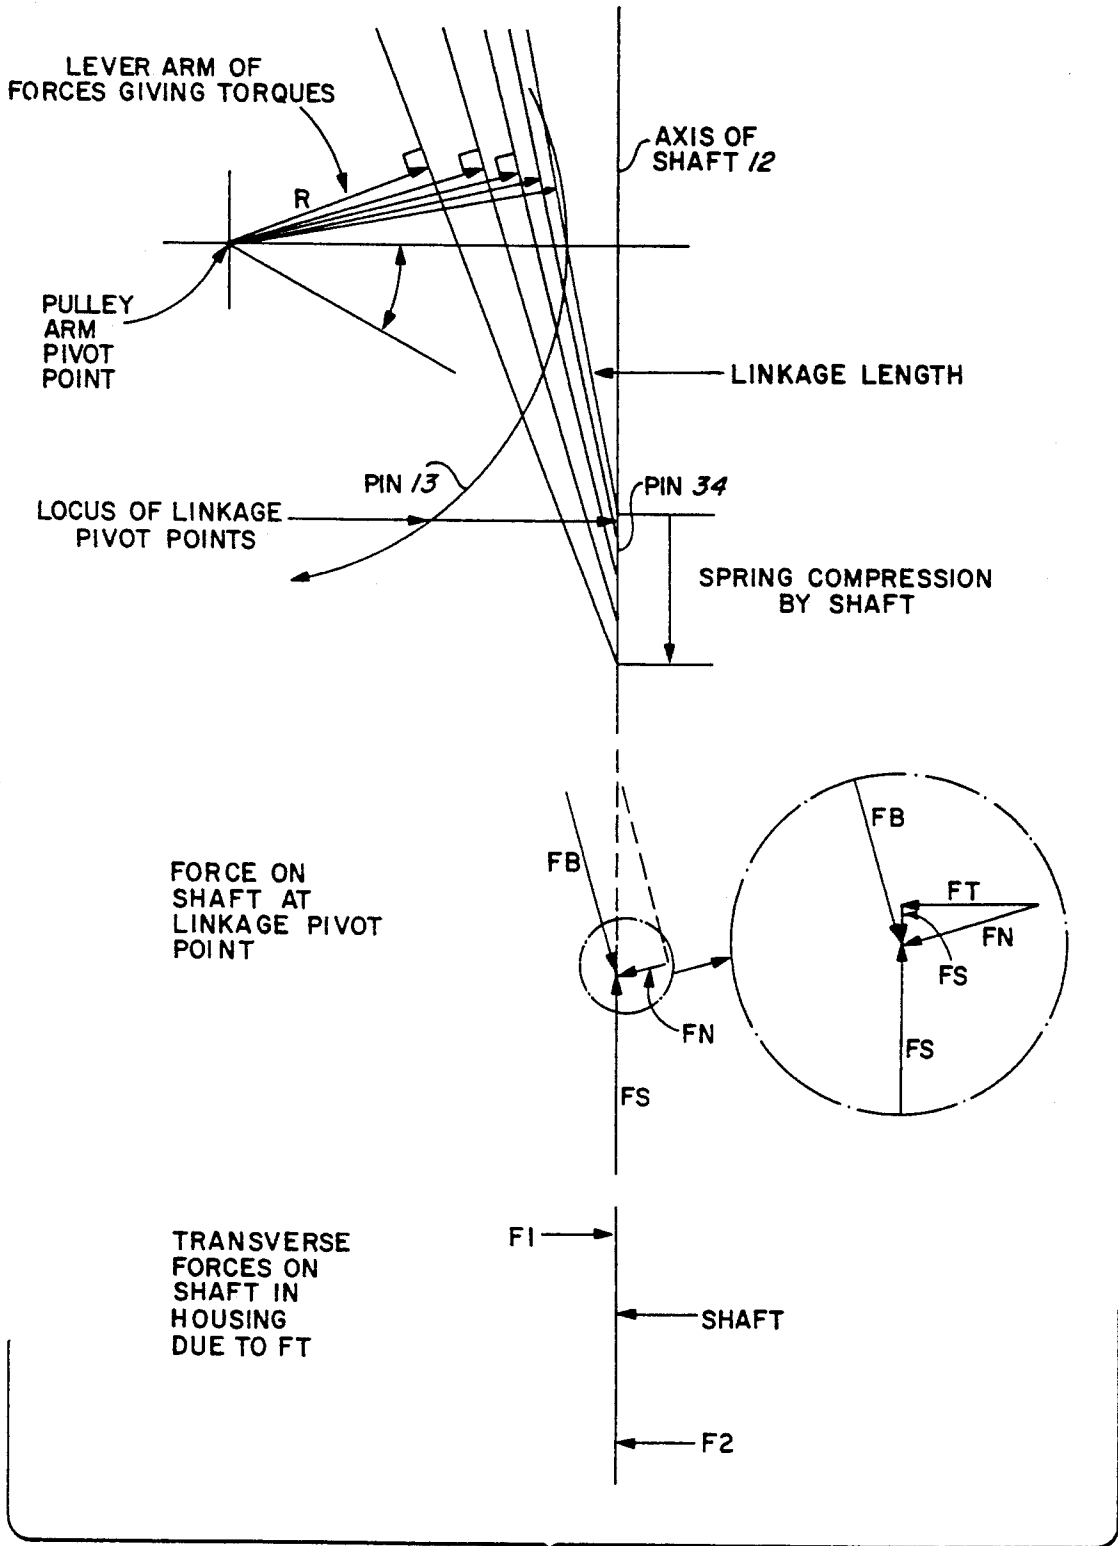 LEVER ARM OF
FORCES GIVING TORQUES
R
AXIS OF
SHAFT 12
PULLEY
ARM
PIVOT
POINT
LINKAGE LENGTH
PIN 13
PIN 34
LOCUS OF LINKAGE
PIVOT POINTS
SPRING COMPRESSION
BY SHAFT
FORCE ON
SHAFT AT
LINKAGE PIVOT
POINT
FB
FN
FS
FB
FT
FN
FS
FS
TRANSVERSE
FORCES ON
SHAFT IN
HOUSING
DUE TO FT
F1
SHAFT
F2